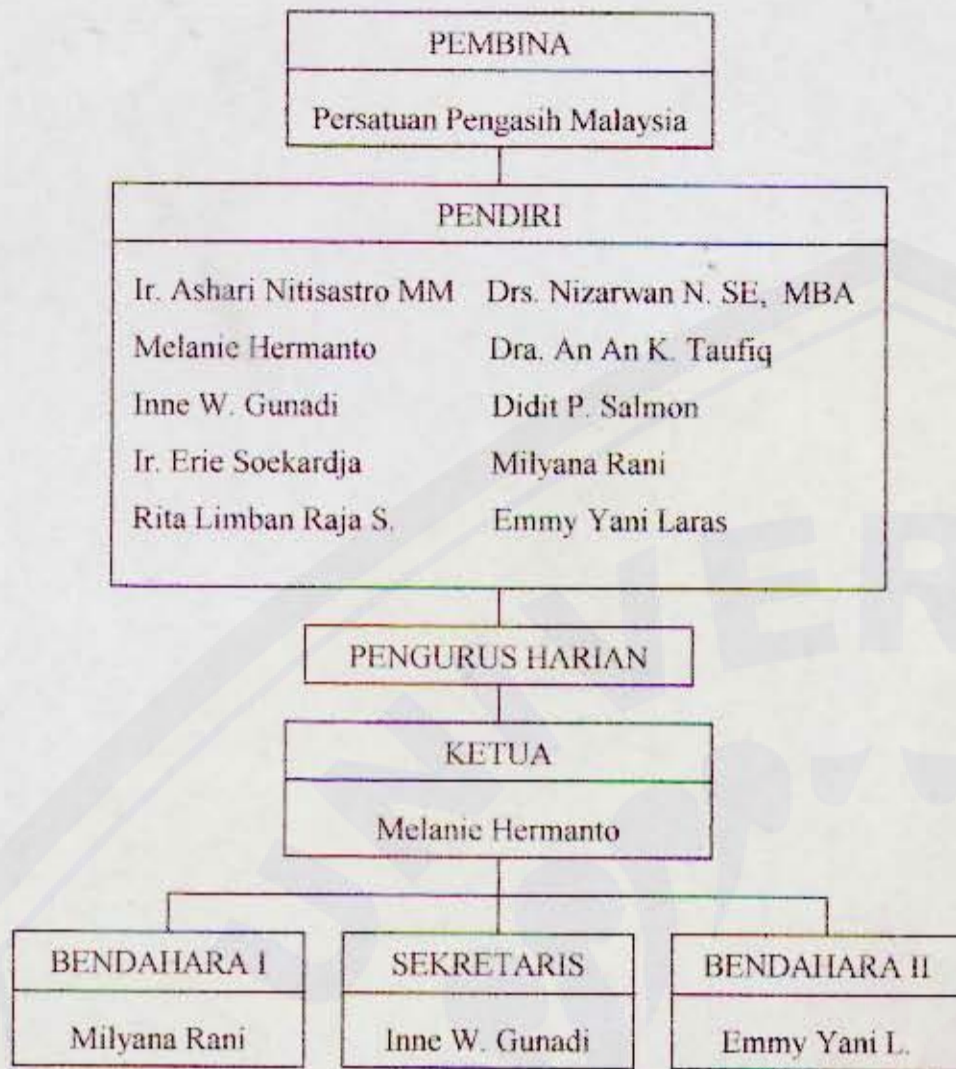 PEMBINA
Persatuan Pengasih Malaysia
PENDIRI
Ir. Ashari Nitisastro MM Drs. Nizarwan N. SE, MBA
Melanie Hermanto Dra. An An K. Taufiq
Inne W. Gunadi Didit P. Salmon
Ir. Erie Soekardja Milyana Rani
Rita Limban Raja S. Emmy Yani Laras
PENGURUS HARIAN
KETUA
Melanie Hermanto
BENDAHARA I SEKRETARIS BENDAHARA II
Milyana Rani Inne W. Gunadi Emmy Yani L.